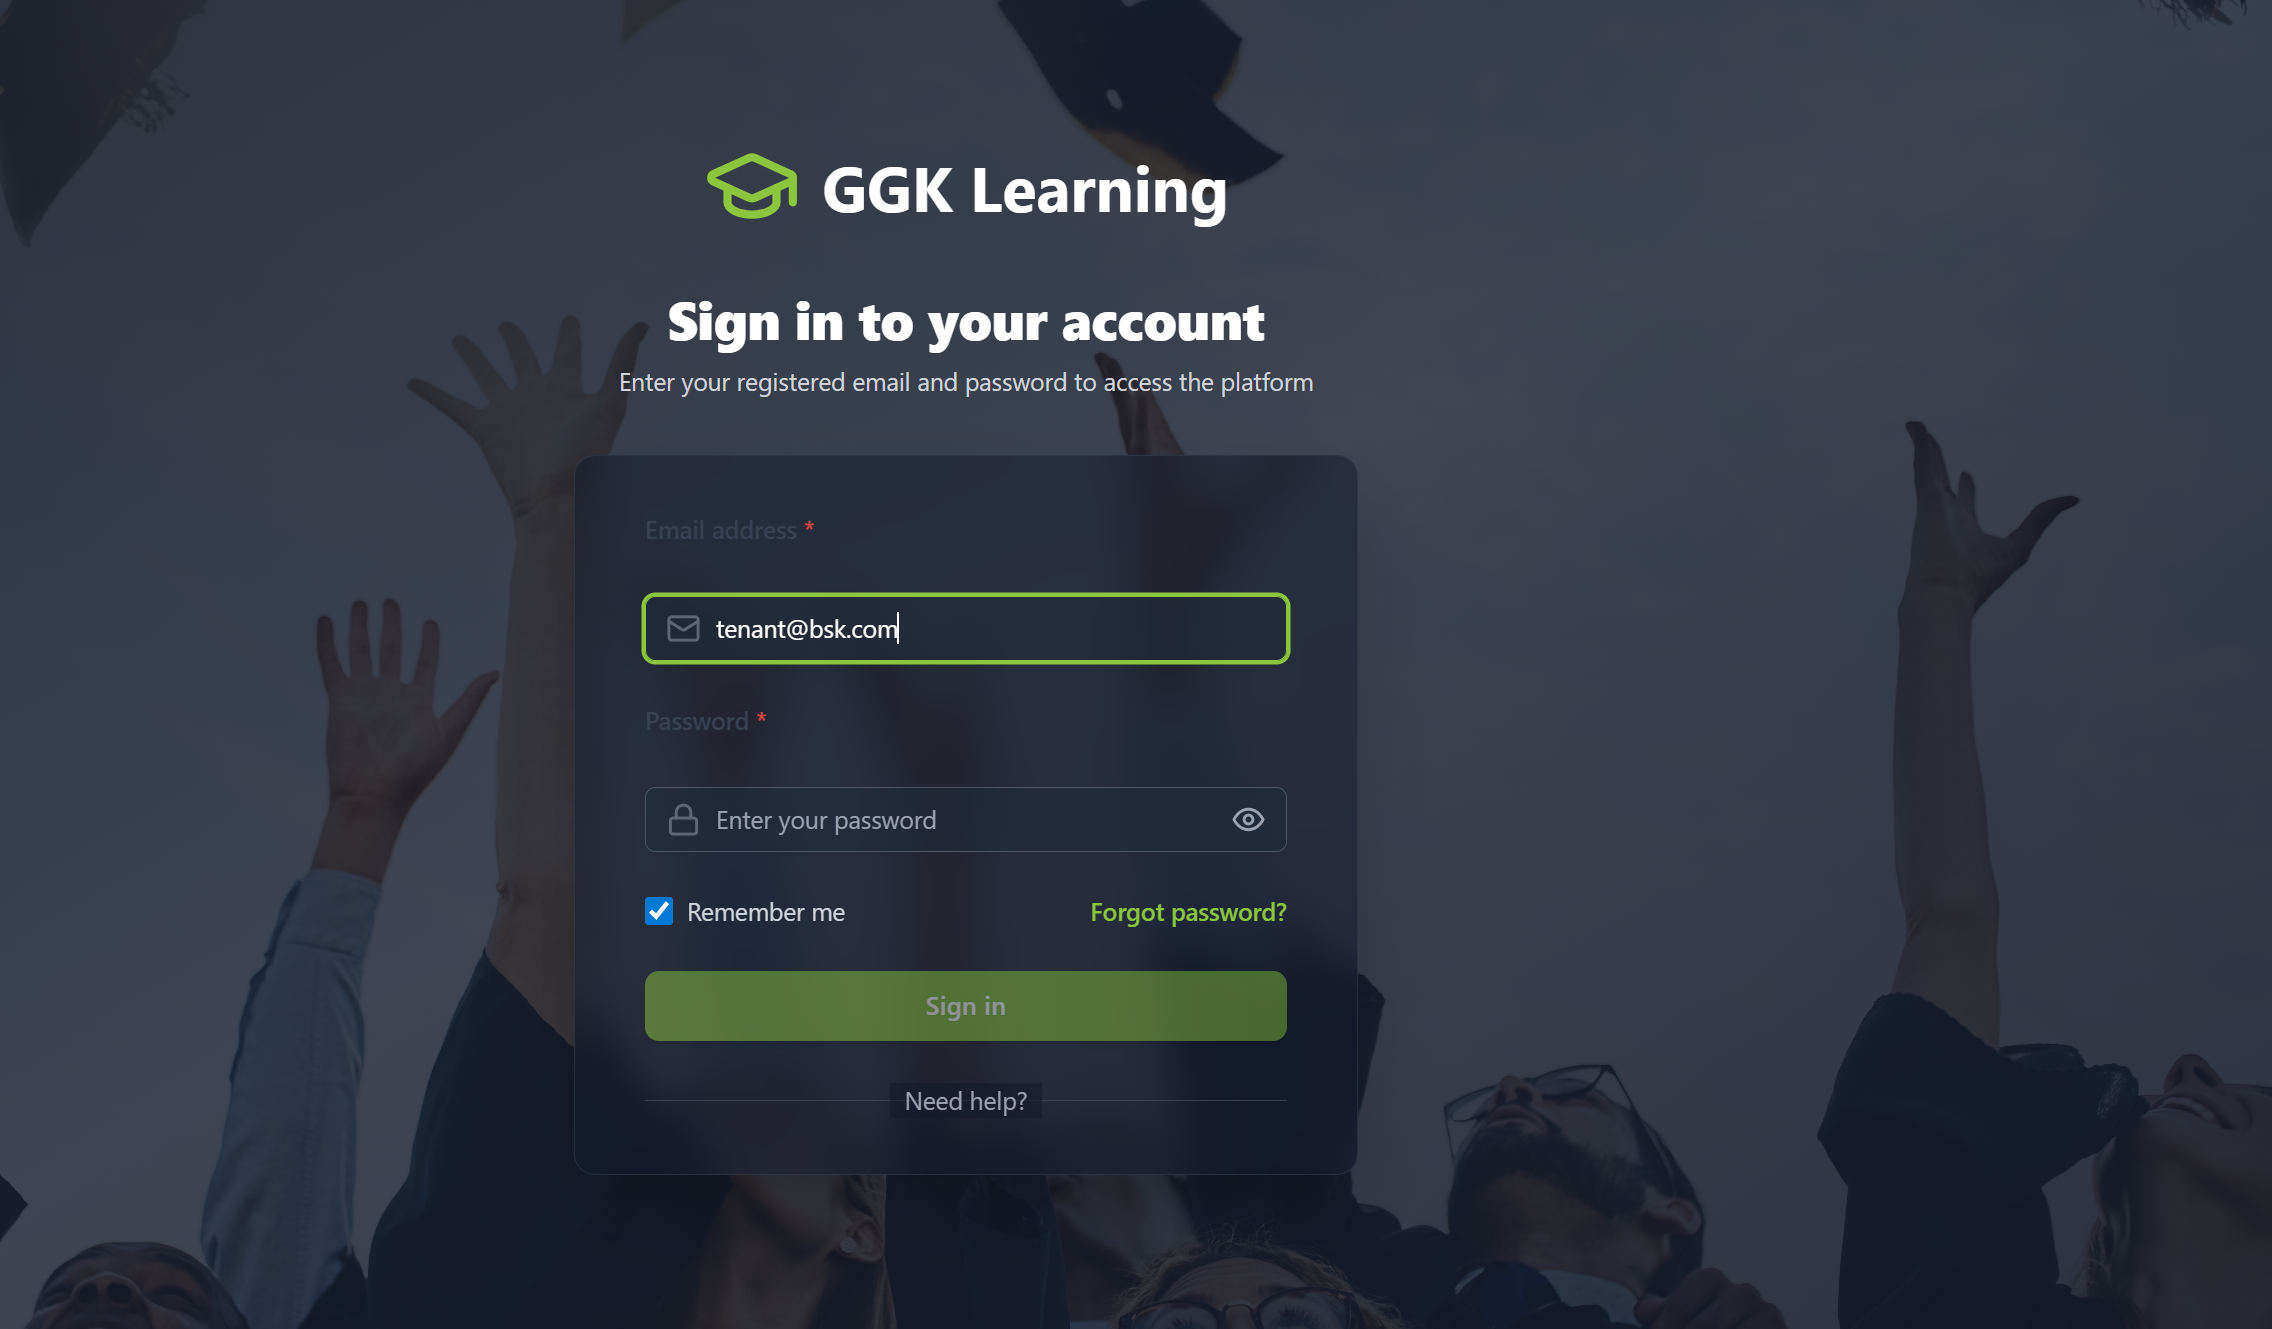 GGK Learning
Sign in to your account
Enter your registered email and password to access the platform
Email address *
tenant@bsk.com
Password *
Enter your password
Remember me
Forgot password?
Sign in
Need help?